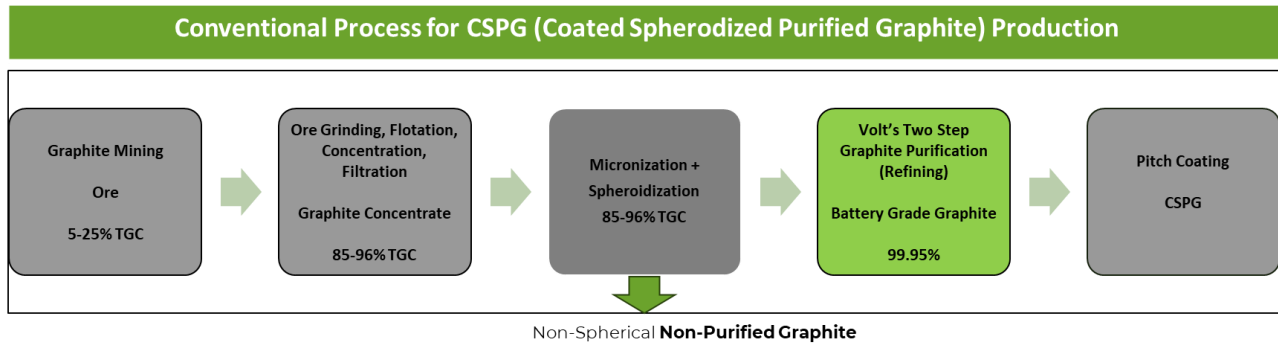 Conventional Process for CSPG (Coated Spherodized Purified Graphite) Production
Graphite Mining
Ore
5-25% TGC
Ore Grinding, Flotation,
Concentration,
Filtration
Graphite Concentrate
85-96% TGC
Micronization +
Spheroidization
85-96% TGC
Volt's Two Step
Graphite Purification
(Refining)
Battery Grade Graphite
99.95%
Pitch Coating
CSPG
Non-Spherical Non-Purified Graphite